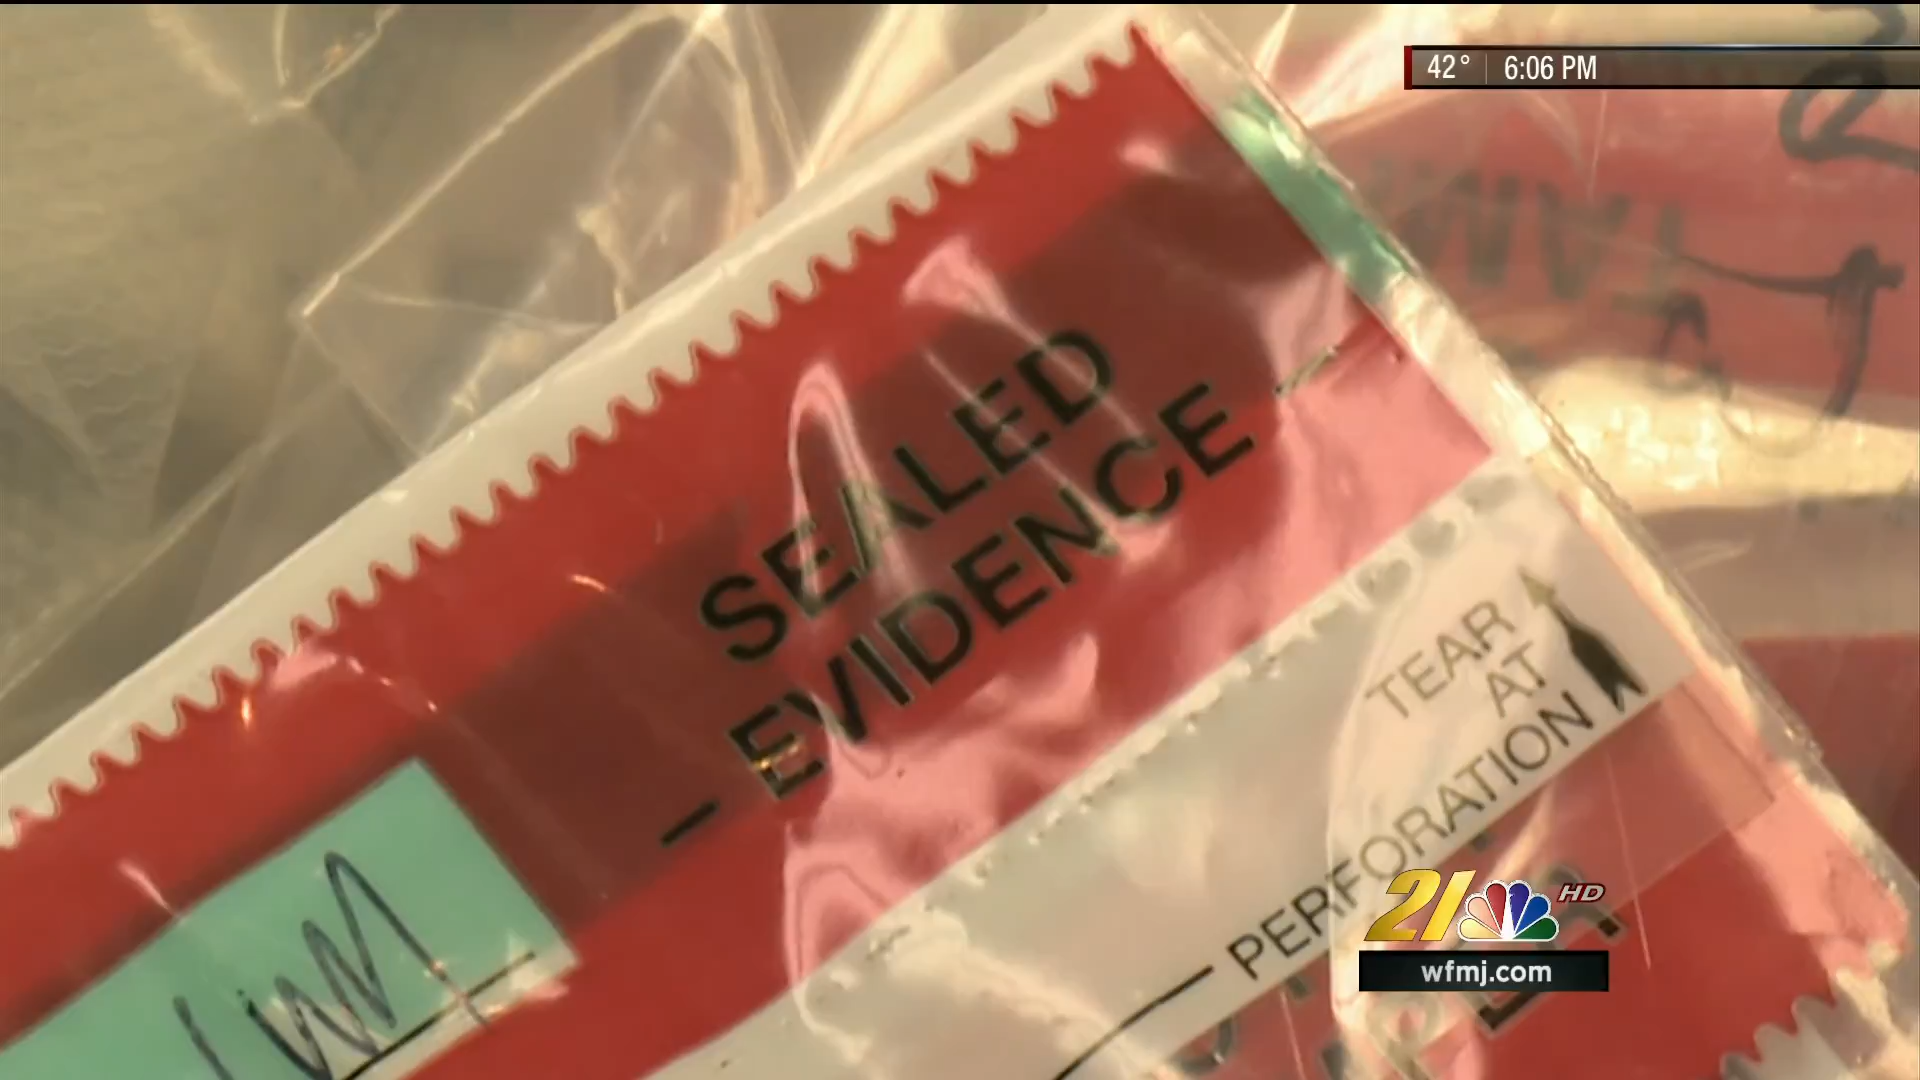 42° 6:06 PM
SEALED
EVIDENCE
TEAR
AT
PERFORATION
21 HD
wfmj.com